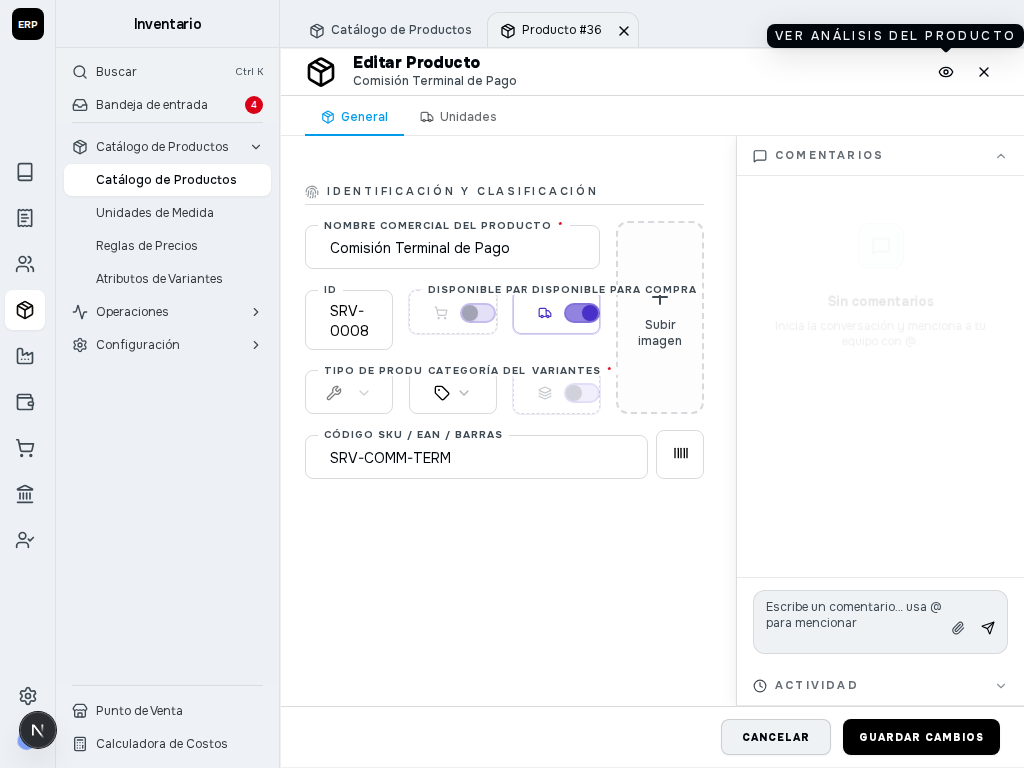 ERP
Inventario
Catálogo de Productos
Producto #36
VER ANÁLISIS DEL PRODUCTO
Buscar
Ctrl K
Bandeja de entrada
4
Catálogo de Productos
Catálogo de Productos
Unidades de Medida
Reglas de Precios
Atributos de Variantes
Operaciones
Configuración
Punto de Venta
Calculadora de Costos
N
Editar Producto
Comisión Terminal de Pago
General
Unidades
IDENTIFICACIÓN Y CLASIFICACIÓN
NOMBRE COMERCIAL DEL PRODUCTO *
Comisión Terminal de Pago
Subir
imagen
ID
SRV-
0008
DISPONIBLE PAR
DISPONIBLE PARA COMPRA
TIPO DE PRODU
CATEGORÍA DEL
VARIANTES *
CÓDIGO SKU / EAN / BARRAS
SRV-COMM-TERM
COMENTARIOS
Sin comentarios
Inicia la conversación y menciona a tu
equipo con @.
Escribe un comentario... usa @
para mencionar
ACTIVIDAD
CANCELAR
GUARDAR CAMBIOS